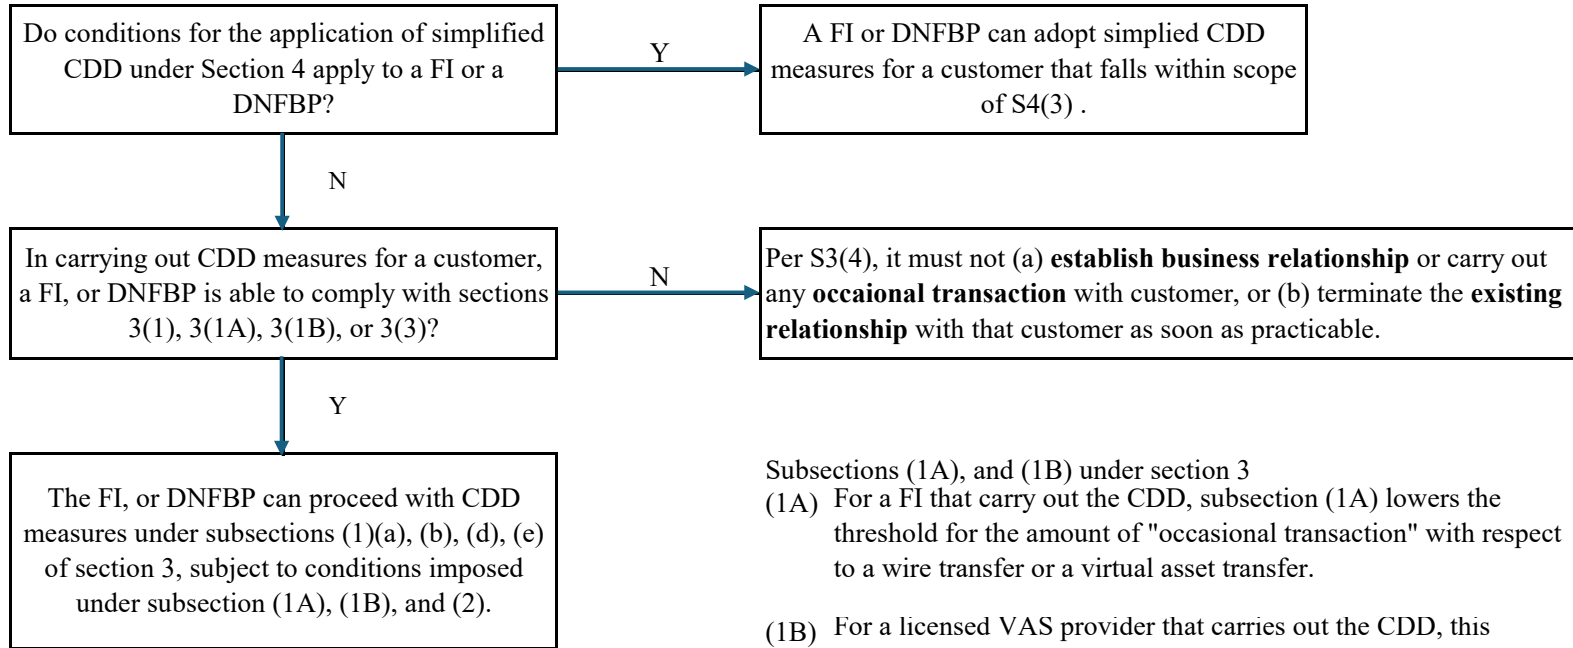 Do conditions for the application of simplified
CDD under Section 4 apply to a FI or a
DNFBP?
Y
A FI or DNFBP can adopt simplied CDD
measures for a customer that falls within scope
of S4(3) .
N
In carrying out CDD measures for a customer,
a FI, or DNFBP is able to comply with sections
3(1), 3(1A), 3(1B), or 3(3)?
N
Per S3(4), it must not (a) establish business relationship or carry out
any occaional transaction with customer, or (b) terminate the existing
relationship with that customer as soon as practicable.
Y
The FI, or DNFBP can proceed with CDD
measures under subsections (1)(a), (b), (d), (e)
of section 3, subject to conditions imposed
under subsection (1A), (1B), and (2).
Subsections (1A), and (1B) under section 3
(1A) For a FI that carry out the CDD, subsection (1A) lowers the
threshold for the amount of "occasional transaction" with respect
to a wire transfer or a virtual asset transfer.
(1B) For a licensed VAS provider that carries out the CDD, this